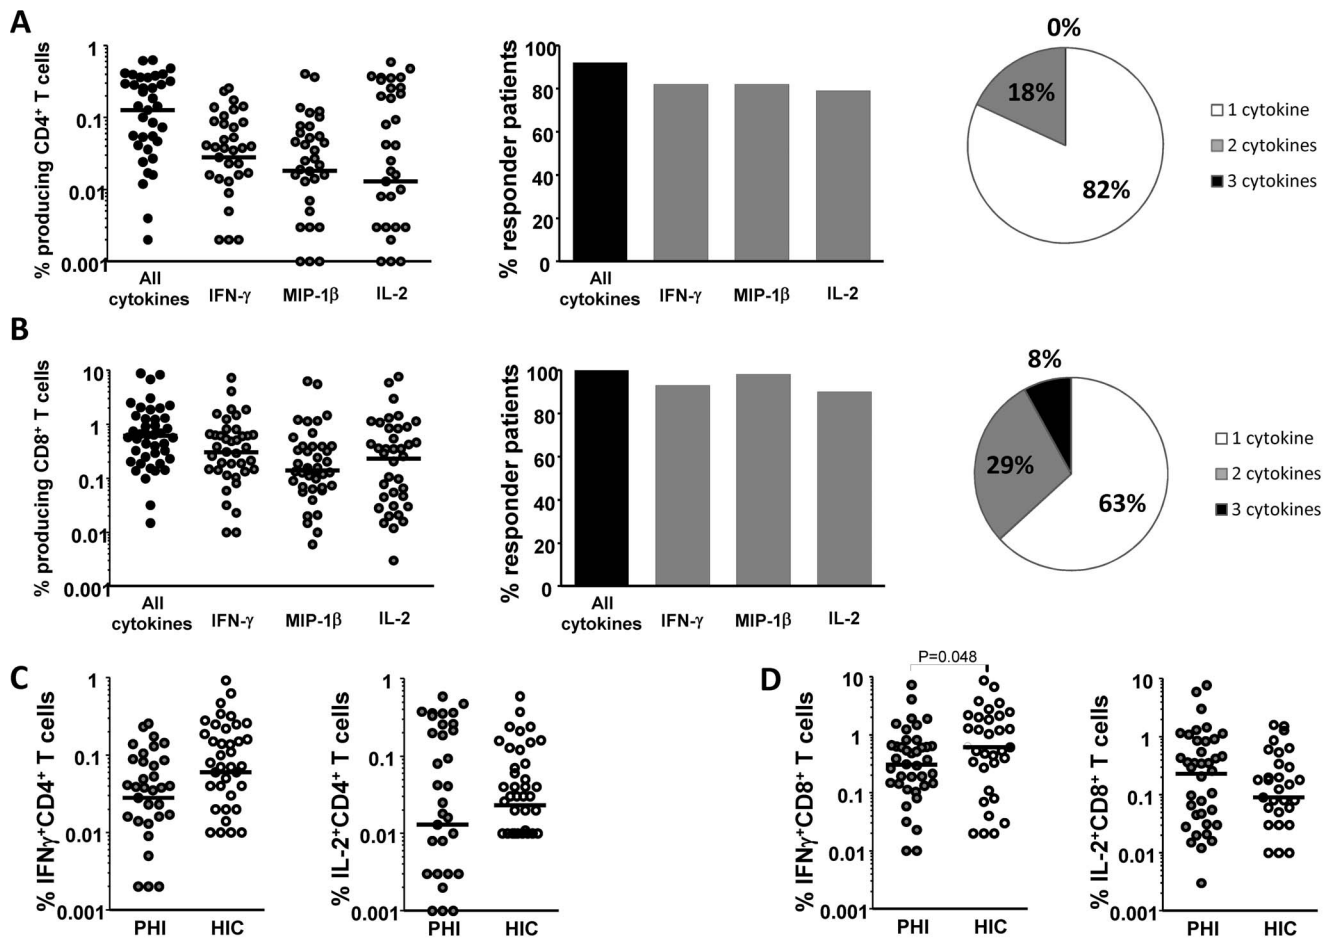 A
% producing CD4+ T cells
1
0.1
0.01
0.001
All
cytokines
IFN-γ
MIP-1β
IL-2
% responder patients
100
80
60
40
20
0
All
cytokines
IFN-γ
MIP-1β
IL-2
0%
18%
82%
1 cytokine
2 cytokines
3 cytokines
B
% producing CD8+ T cells
10
1
0.1
0.01
0.001
All
cytokines
IFN-γ
MIP-1β
IL-2
% responder patients
100
80
60
40
20
0
All
cytokines
IFN-γ
MIP-1β
IL-2
8%
29%
63%
1 cytokine
2 cytokines
3 cytokines
C
% IFNγ+CD4+ T cells
1
0.1
0.01
0.001
PHI
HIC
% IL-2+CD4+ T cells
1
0.1
0.01
0.001
PHI
HIC
D
P=0.048
% IFNγ+CD8+ T cells
10
1
0.1
0.01
0.001
PHI
HIC
% IL-2+CD8+ T cells
10
1
0.1
0.01
0.001
PHI
HIC